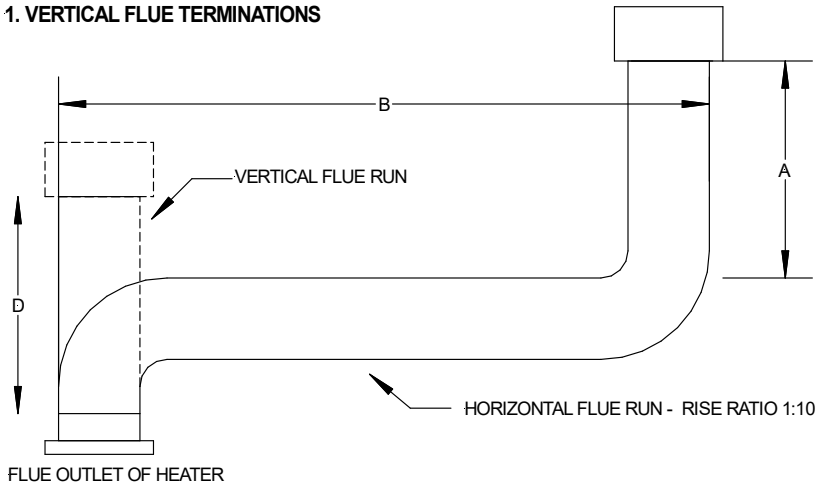 1. VERTICAL FLUE TERMINATIONS
B
A
VERTICAL FLUE RUN
D
HORIZONTAL FLUE RUN - RISE RATIO 1:10
FLUE OUTLET OF HEATER